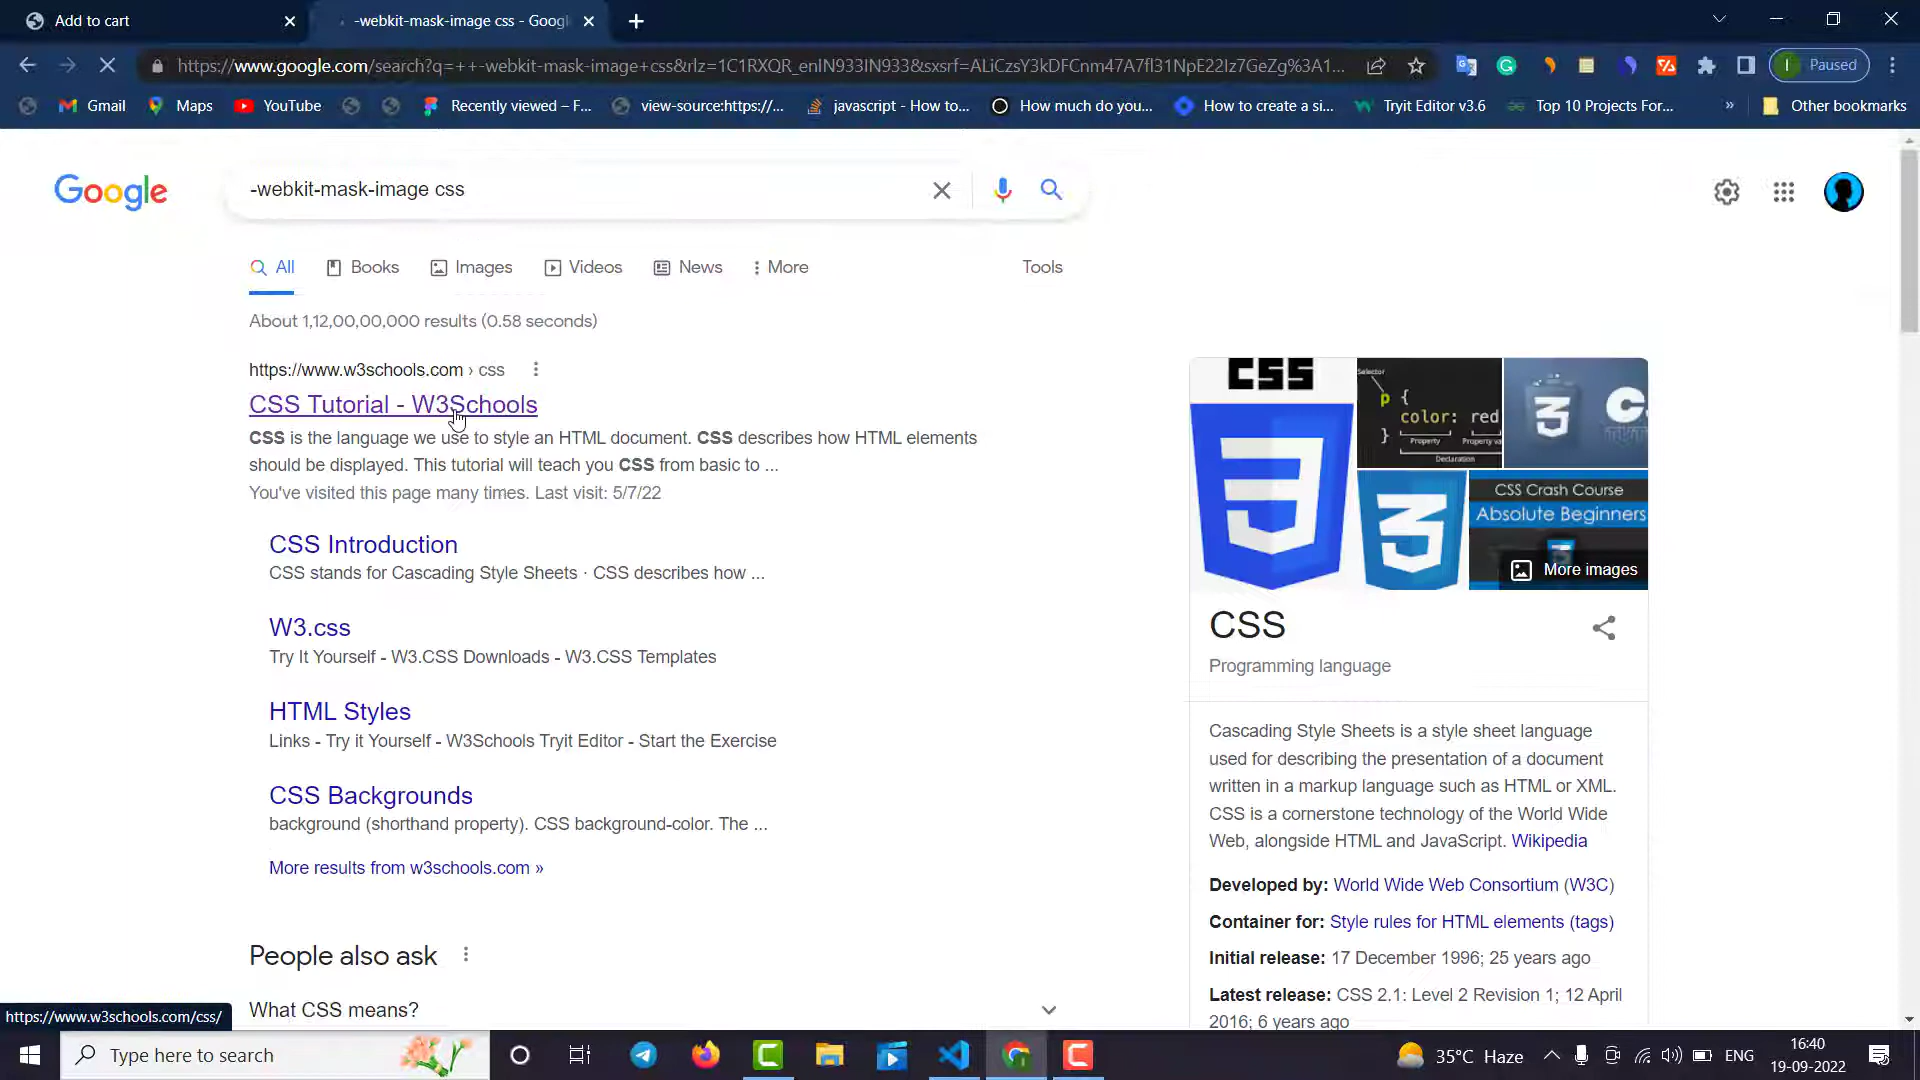 Add to cart
-webkit-mask-image css - Goog
https://www.google.com/search?q=+++-webkit-mask-image+css&rlz=1C1RXQR_enIN933IN933&sxsrf=ALiCzsY3kDFCnm47A7fl31NpE22Iz7GeZg%3A1...
Paused
Gmail
Maps
YouTube
Recently viewed – F...
view-source:https://...
javascript - How to...
How much do you...
How to create a si...
Tryit Editor v3.6
Top 10 Projects For...
»
Other bookmarks
Google
-webkit-mask-image css
All
Books
Images
Videos
News
More
Tools
About 1,12,00,00,000 results (0.58 seconds)
https://www.w3schools.com › css
CSS Tutorial - W3Schools
CSS is the language we use to style an HTML document. CSS describes how HTML elements
should be displayed. This tutorial will teach you CSS from basic to ...
You've visited this page many times. Last visit: 5/7/22
CSS Introduction
CSS stands for Cascading Style Sheets · CSS describes how ...
W3.css
Try It Yourself - W3.CSS Downloads - W3.CSS Templates
HTML Styles
Links - Try it Yourself - W3Schools Tryit Editor - Start the Exercise
CSS Backgrounds
background (shorthand property). CSS background-color. The ...
More results from w3schools.com »
People also ask
What CSS means?
CSS
Selector
p {
color: red
}
Property
Property va
Declaration
CSS Crash Course
Absolute Beginners
More images
CSS
Programming language
Cascading Style Sheets is a style sheet language
used for describing the presentation of a document
written in a markup language such as HTML or XML.
CSS is a cornerstone technology of the World Wide
Web, alongside HTML and JavaScript. Wikipedia
Developed by: World Wide Web Consortium (W3C)
Container for: Style rules for HTML elements (tags)
Initial release: 17 December 1996; 25 years ago
Latest release: CSS 2.1: Level 2 Revision 1; 12 April
2016; 6 years ago
https://www.w3schools.com/css/
Type here to search
35°C Haze
ENG
16:40
19-09-2022